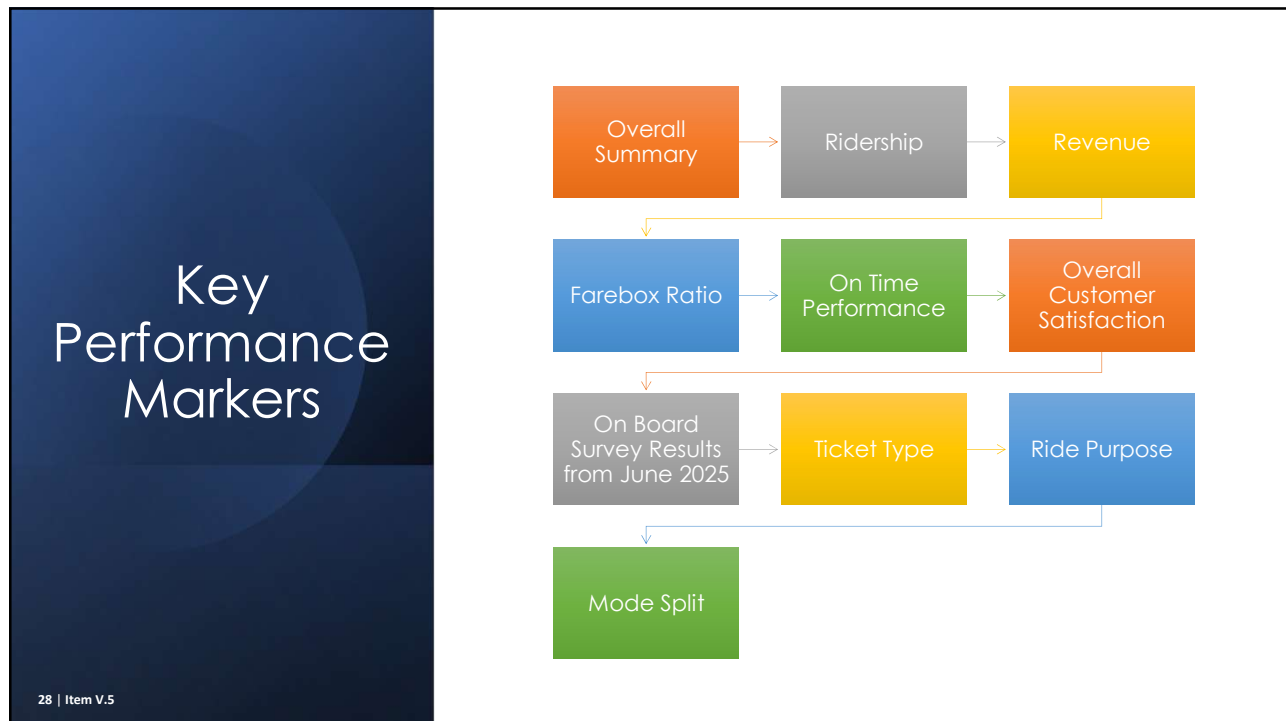 Key
Performance
Markers
Overall
Summary
Ridership
Revenue
Farebox Ratio
On Time
Performance
Overall
Customer
Satisfaction
On Board
Survey Results
from June 2025
Ticket Type
Ride Purpose
Mode Split
28 | Item V.5